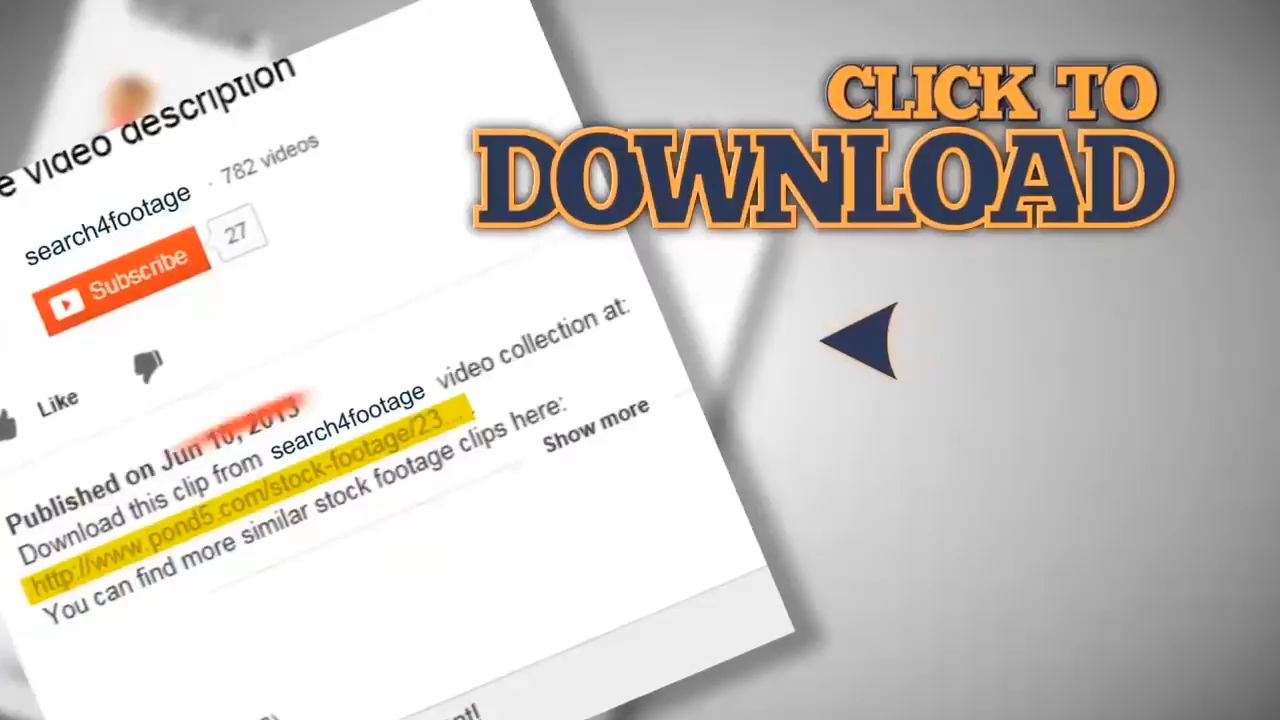 CLICK TO
DOWNLOAD
video description
search4footage · 782 videos
Subscribe 27
Like
Published on Jun 10, 2013
Download this clip from search4footage video collection at:
http://www.pond5.com/stock-footage/23...
You can find more similar stock footage clips here:
Show more